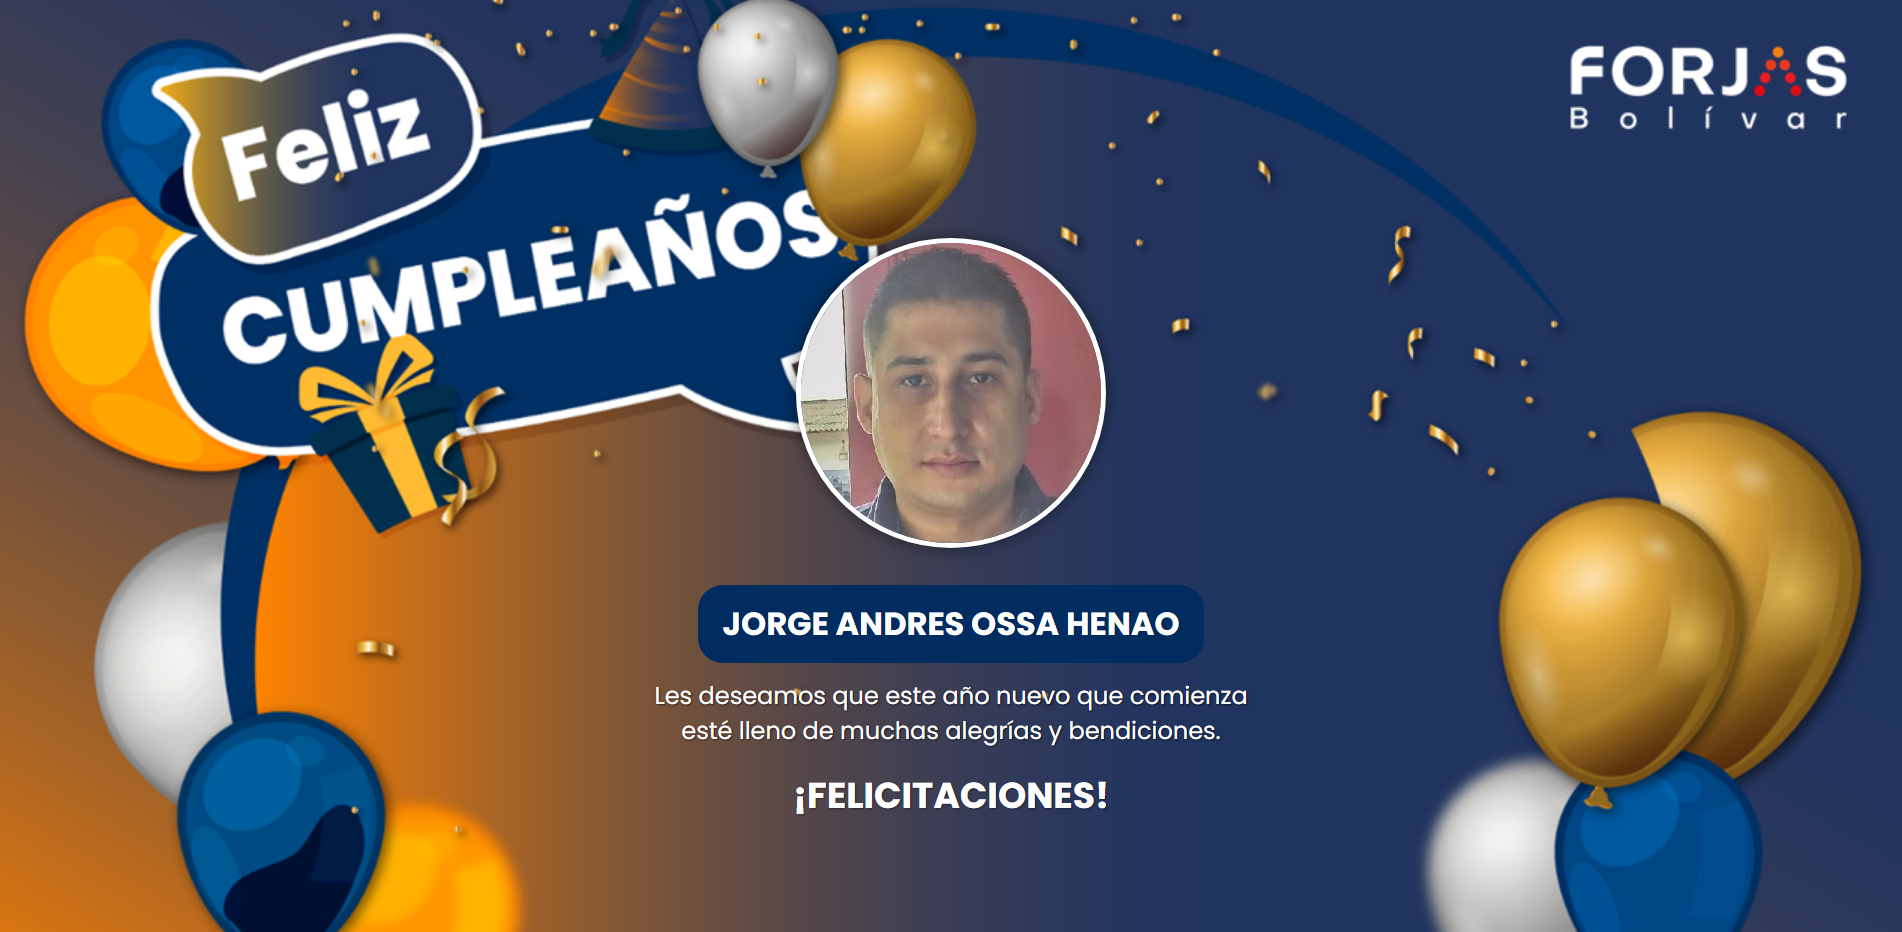 Feliz
CUMPLEAÑOS
FORJAS
Bolívar
JORGE ANDRES OSSA HENAO
Les deseamos que este año nuevo que comienza
esté lleno de muchas alegrías y bendiciones.
¡FELICITACIONES!